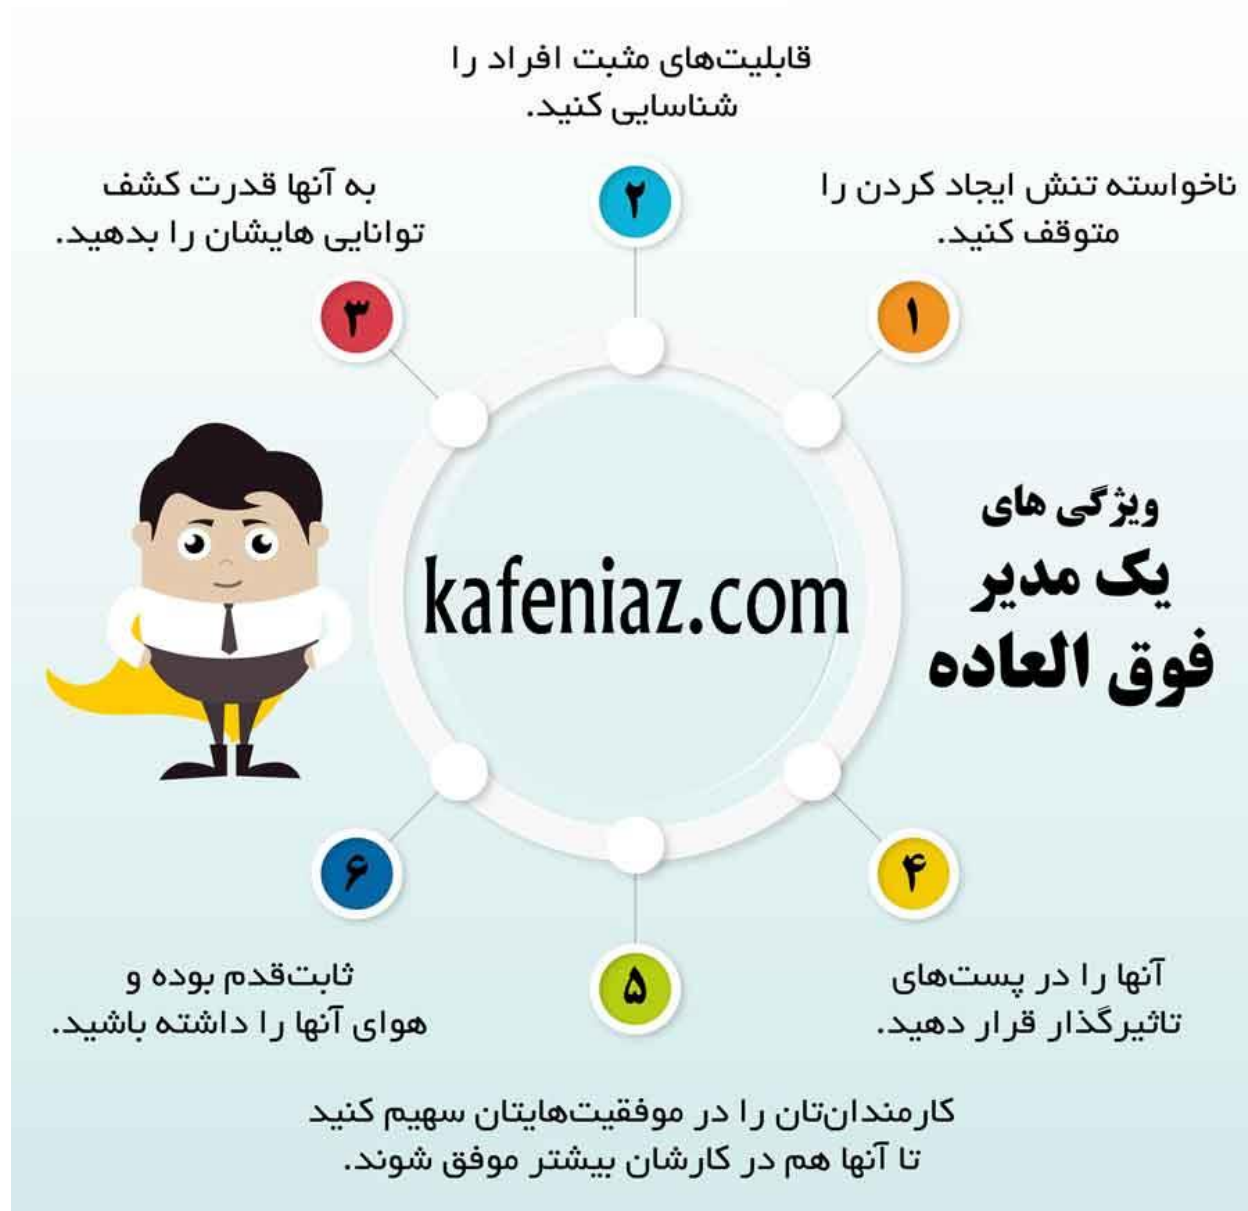 ویژگی های
یک مدیر
فوق العاده
kafeniaz.com
۱
ناخواسته تنش ایجاد کردن را
متوقف کنید.
۲
قابلیت‌های مثبت افراد را
شناسایی کنید.
۳
به آنها قدرت کشف
توانایی هایشان را بدهید.
۴
آنها را در پست‌های
تاثیرگذار قرار دهید.
۵
کارمندان‌تان را در موفقیت‌هایتان سهیم کنید
تا آنها هم در کارشان بیشتر موفق شوند.
۶
ثابت‌قدم بوده و
هوای آنها را داشته باشید.